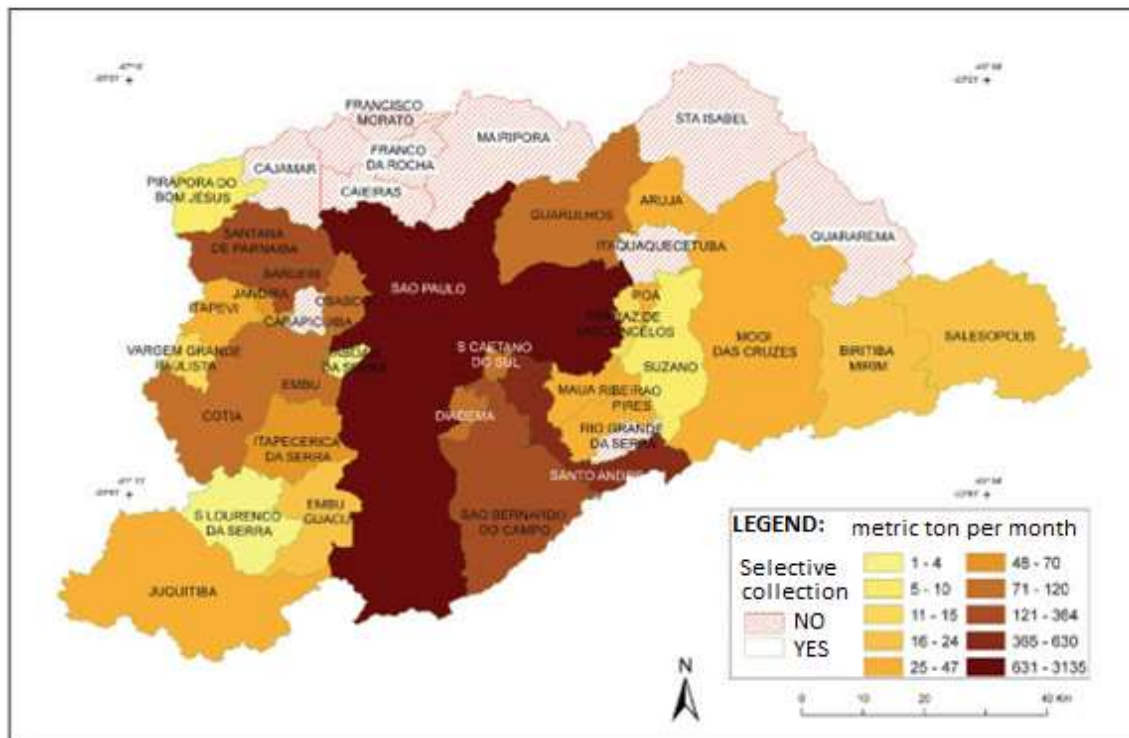 FRANCISCO
MORATO
MAIRIPORA
STA ISABEL
FRANCO
DA ROCHA
CAJAMAR
PIRAPORA DO
BOM JESUS
CAIEIRAS
ARUJA
GUARULHOS
GUARAREMA
SANTANA
DE PARNAIBA
ITAQUAQUECETUBA
BARUERI
SAO PAULO
JANDIRA
OSASCO
ITAPEVI
POA
CARAPICUIBA
VASCONCELOS
MOGI
DAS CRUZES
SALESOPOLIS
VARGEM GRANDE
PAULISTA
DA SERRA
S CAETANO
DO SUL
SUZANO
BIRITIBA
MIRIM
EMBU
MAUA RIBEIRAO
PIRES
COTIA
DIADEMA
RIO GRANDE
DA SERRA
ITAPECERICA
DA SERRA
SANTO ANDRE
S LOURENCO
DA SERRA
EMBU
GUACU
SAO BERNARDO
DO CAMPO
JUQUITIBA
LEGEND: metric ton per month
Selective
collection
NO
YES
1 - 4
5 - 10
11 - 15
16 - 24
25 - 47
48 - 70
71 - 120
121 - 364
365 - 630
631 - 3135
N
0 10 20 40 Km